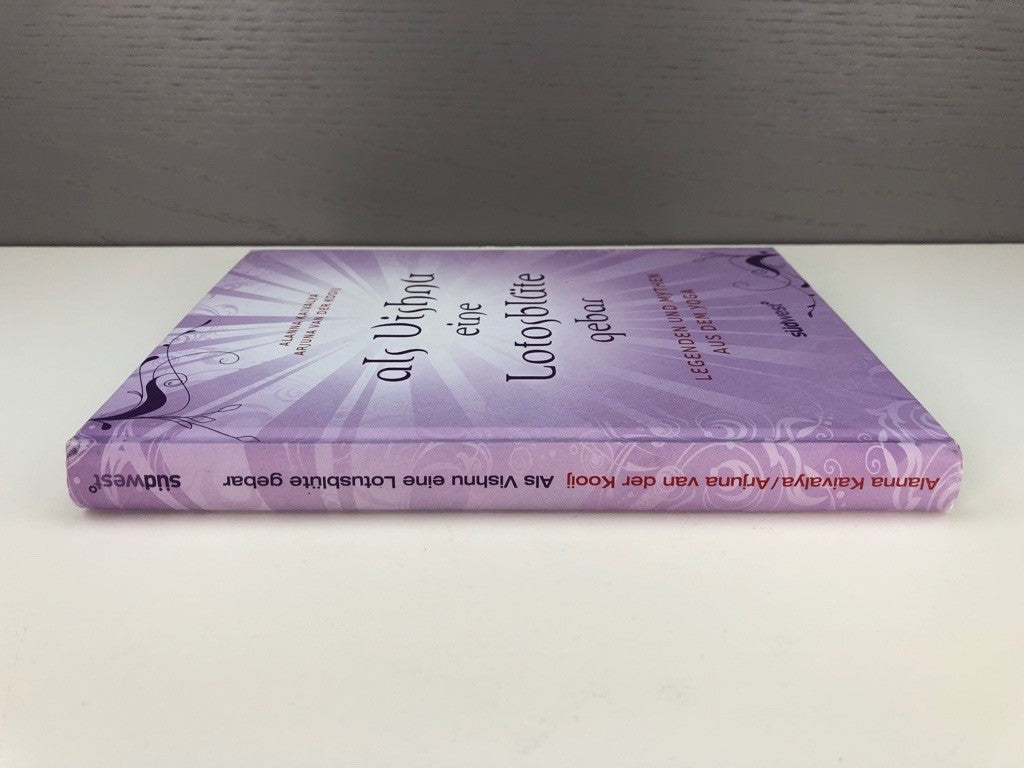 ALANNA KAIVALYA
ARJUNA VAN DER KOOIJ
als Vishnu
eine
Lotosblüte
gebar
LEGENDEN UND MYTHEN
AUS DEM YOGA
südwest°
Alanna Kaivalya/Arjuna van der Kooij Als Vishnu eine Lotusblüte gebar südwest°